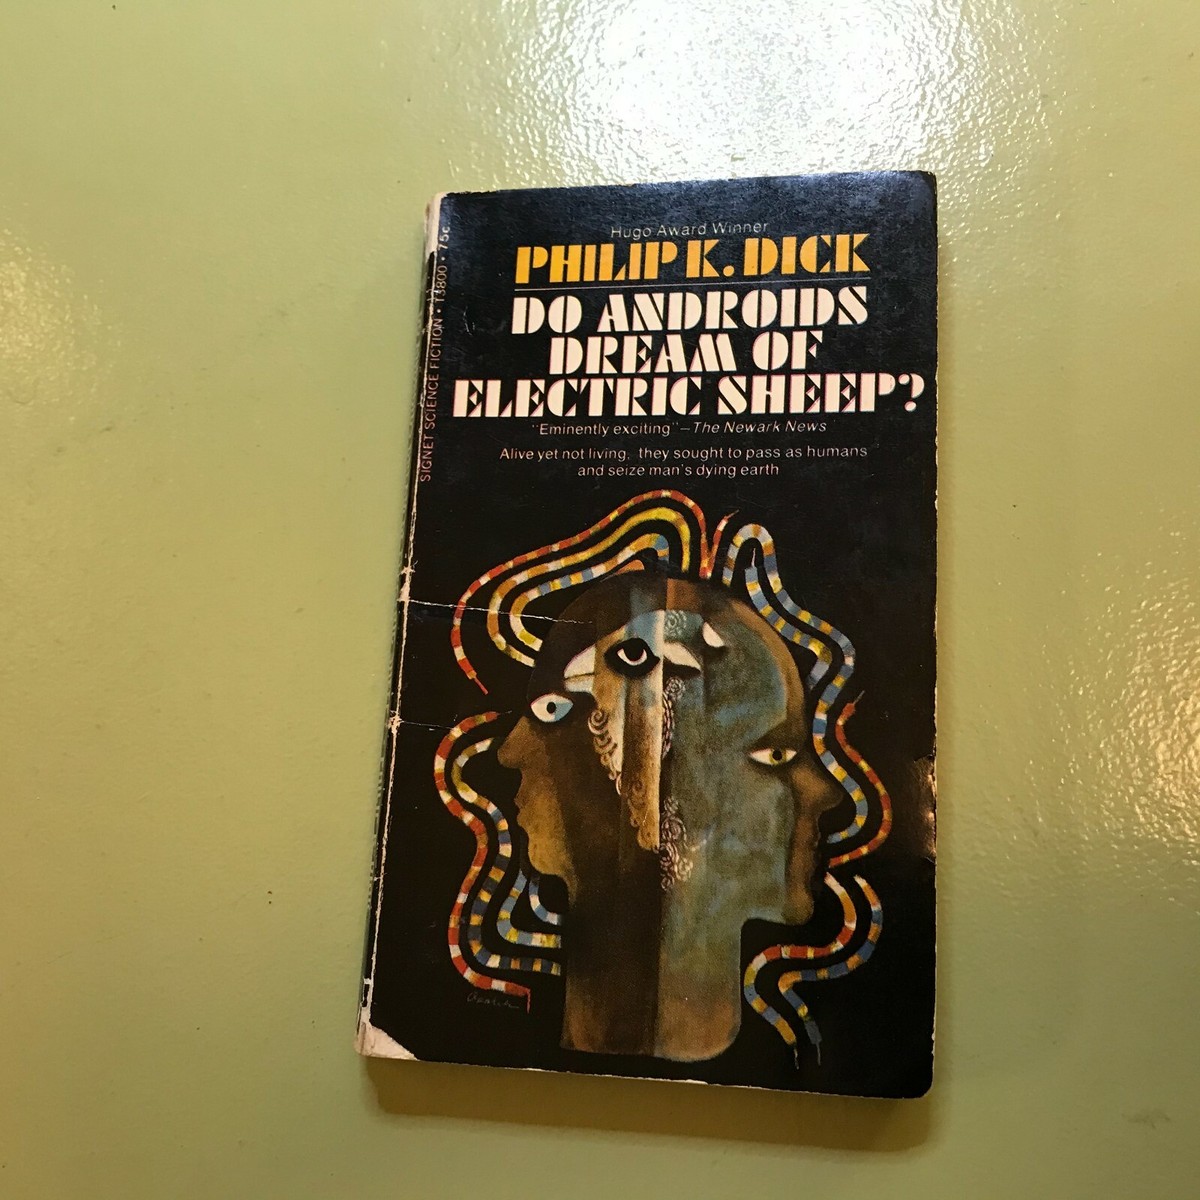 Hugo Award Winner
PHILIP K. DICK
DO ANDROIDS
DREAM OF
ELECTRIC SHEEP?
"Eminently exciting"—The Newark News
Alive yet not living, they sought to pass as humans
and seize man's dying earth
SIGNET SCIENCE FICTION • T3800 • 75c